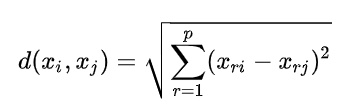 d(x_i, x_j) = \sqrt{\sum_{r=1}^{p} (x_{ri} - x_{rj})^2}